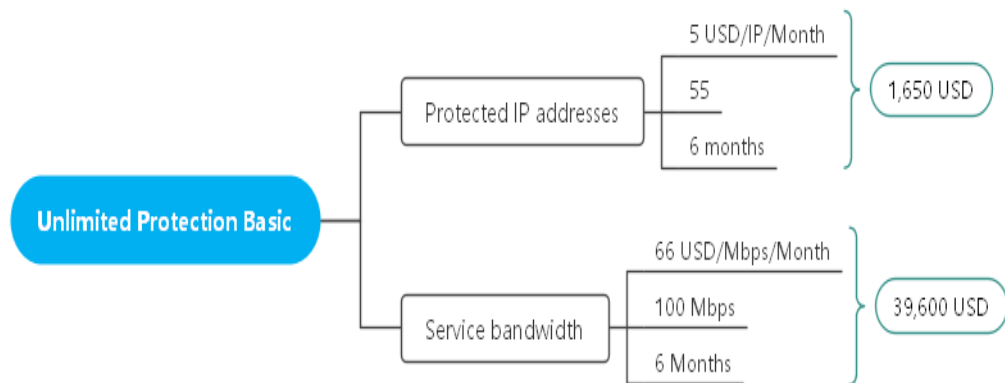 5 USD/IP/Month
Protected IP addresses
55
1,650 USD
6 months
Unlimited Protection Basic
66 USD/Mbps/Month
Service bandwidth
100 Mbps
39,600 USD
6 Months